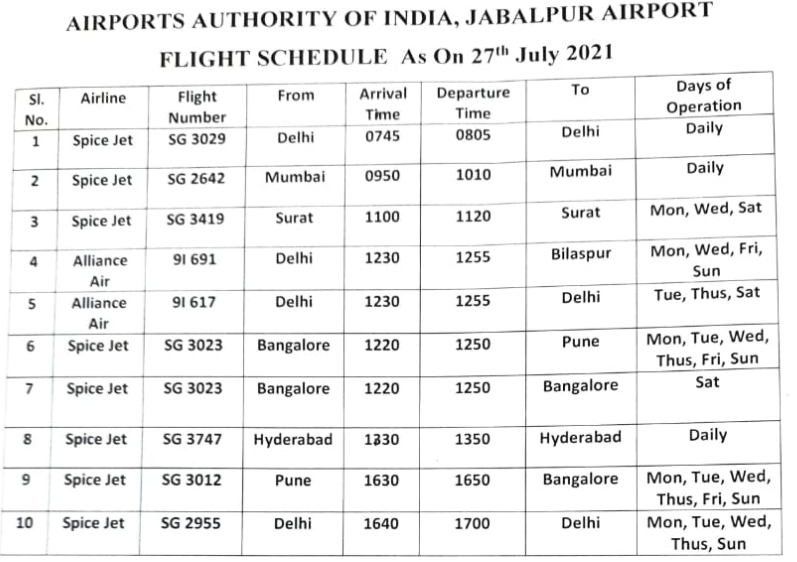 AIRPORTS AUTHORITY OF INDIA, JABALPUR AIRPORT
FLIGHT SCHEDULE As On 27th July 2021
Sl. No. Airline Flight Number From Arrival Time Departure Time To Days of Operation
1 Spice Jet SG 3029 Delhi 0745 0805 Delhi Daily
2 Spice Jet SG 2642 Mumbai 0950 1010 Mumbai Daily
3 Spice Jet SG 3419 Surat 1100 1120 Surat Mon, Wed, Sat
4 Alliance Air 9I 691 Delhi 1230 1255 Bilaspur Mon, Wed, Fri, Sun
5 Alliance Air 9I 617 Delhi 1230 1255 Delhi Tue, Thus, Sat
6 Spice Jet SG 3023 Bangalore 1220 1250 Pune Mon, Tue, Wed, Thus, Fri, Sun
7 Spice Jet SG 3023 Bangalore 1220 1250 Bangalore Sat
8 Spice Jet SG 3747 Hyderabad 1330 1350 Hyderabad Daily
9 Spice Jet SG 3012 Pune 1630 1650 Bangalore Mon, Tue, Wed, Thus, Fri, Sun
10 Spice Jet SG 2955 Delhi 1640 1700 Delhi Mon, Tue, Wed, Thus, Sun